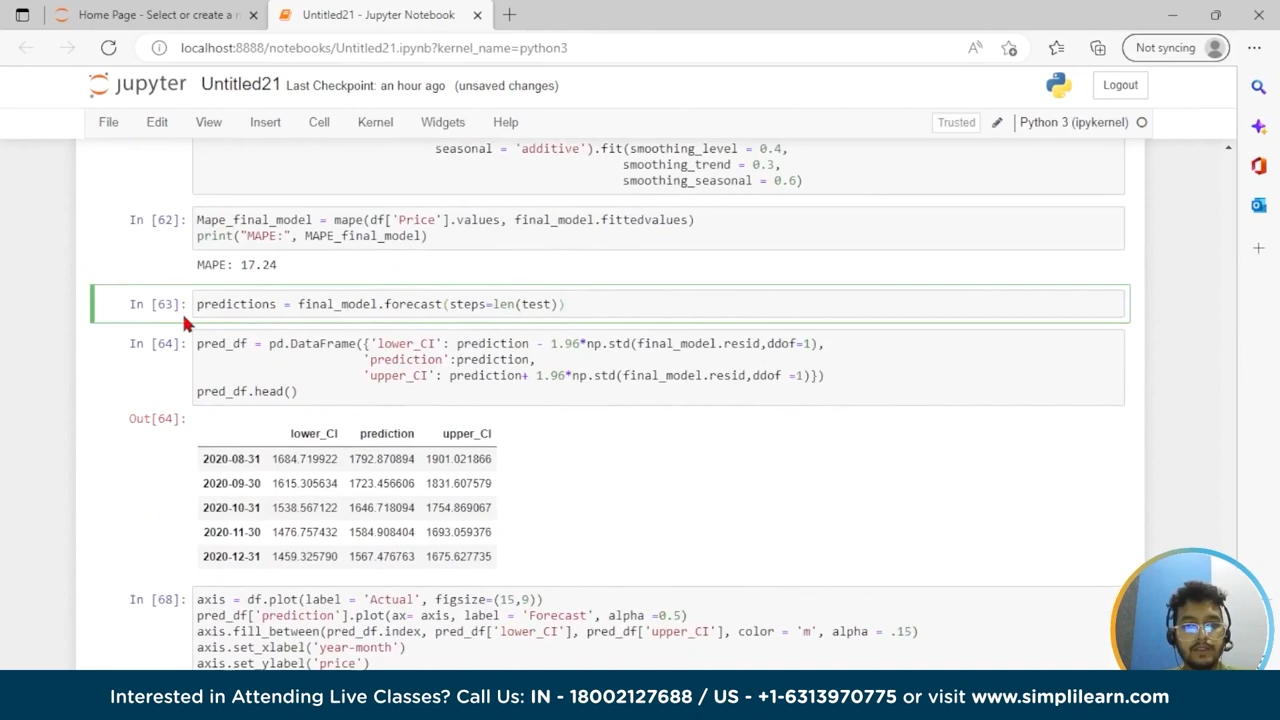 Home Page - Select or create a n
Untitled21 - Jupyter Notebook
localhost:8888/notebooks/Untitled21.ipynb?kernel_name=python3
Not syncing
jupyter Untitled21 Last Checkpoint: an hour ago (unsaved changes)
Logout
File Edit View Insert Cell Kernel Widgets Help
Trusted
Python 3 (ipykernel)
seasonal = 'additive').fit(smoothing_level = 0.4,
smoothing_trend = 0.3,
smoothing_seasonal = 0.6)
In [62]: Mape_final_model = mape(df['Price'].values, final_model.fittedvalues)
print("MAPE:", MAPE_final_model)
MAPE: 17.24
In [63]: predictions = final_model.forecast(steps=len(test))
In [64]: pred_df = pd.DataFrame({'lower_CI': prediction - 1.96*np.std(final_model.resid,ddof=1),
'prediction':prediction,
'upper_CI': prediction+ 1.96*np.std(final_model.resid,ddof =1)})
pred_df.head()
Out[64]:
lower_CI prediction upper_CI
2020-08-31 1684.719922 1792.870894 1901.021866
2020-09-30 1615.305634 1723.456606 1831.607579
2020-10-31 1538.567122 1646.718094 1754.869067
2020-11-30 1476.757432 1584.908404 1693.059376
2020-12-31 1459.325790 1567.476763 1675.627735
In [68]: axis = df.plot(label = 'Actual', figsize=(15,9))
pred_df['prediction'].plot(ax= axis, label = 'Forecast', alpha =0.5)
axis.fill_between(pred_df.index, pred_df['lower_CI'], pred_df['upper_CI'], color = 'm', alpha = .15)
axis.set_xlabel('year-month')
axis.set_ylabel('price')
Interested in Attending Live Classes? Call Us: IN - 18002127688 / US - +1-6313970775 or visit www.simplilearn.com